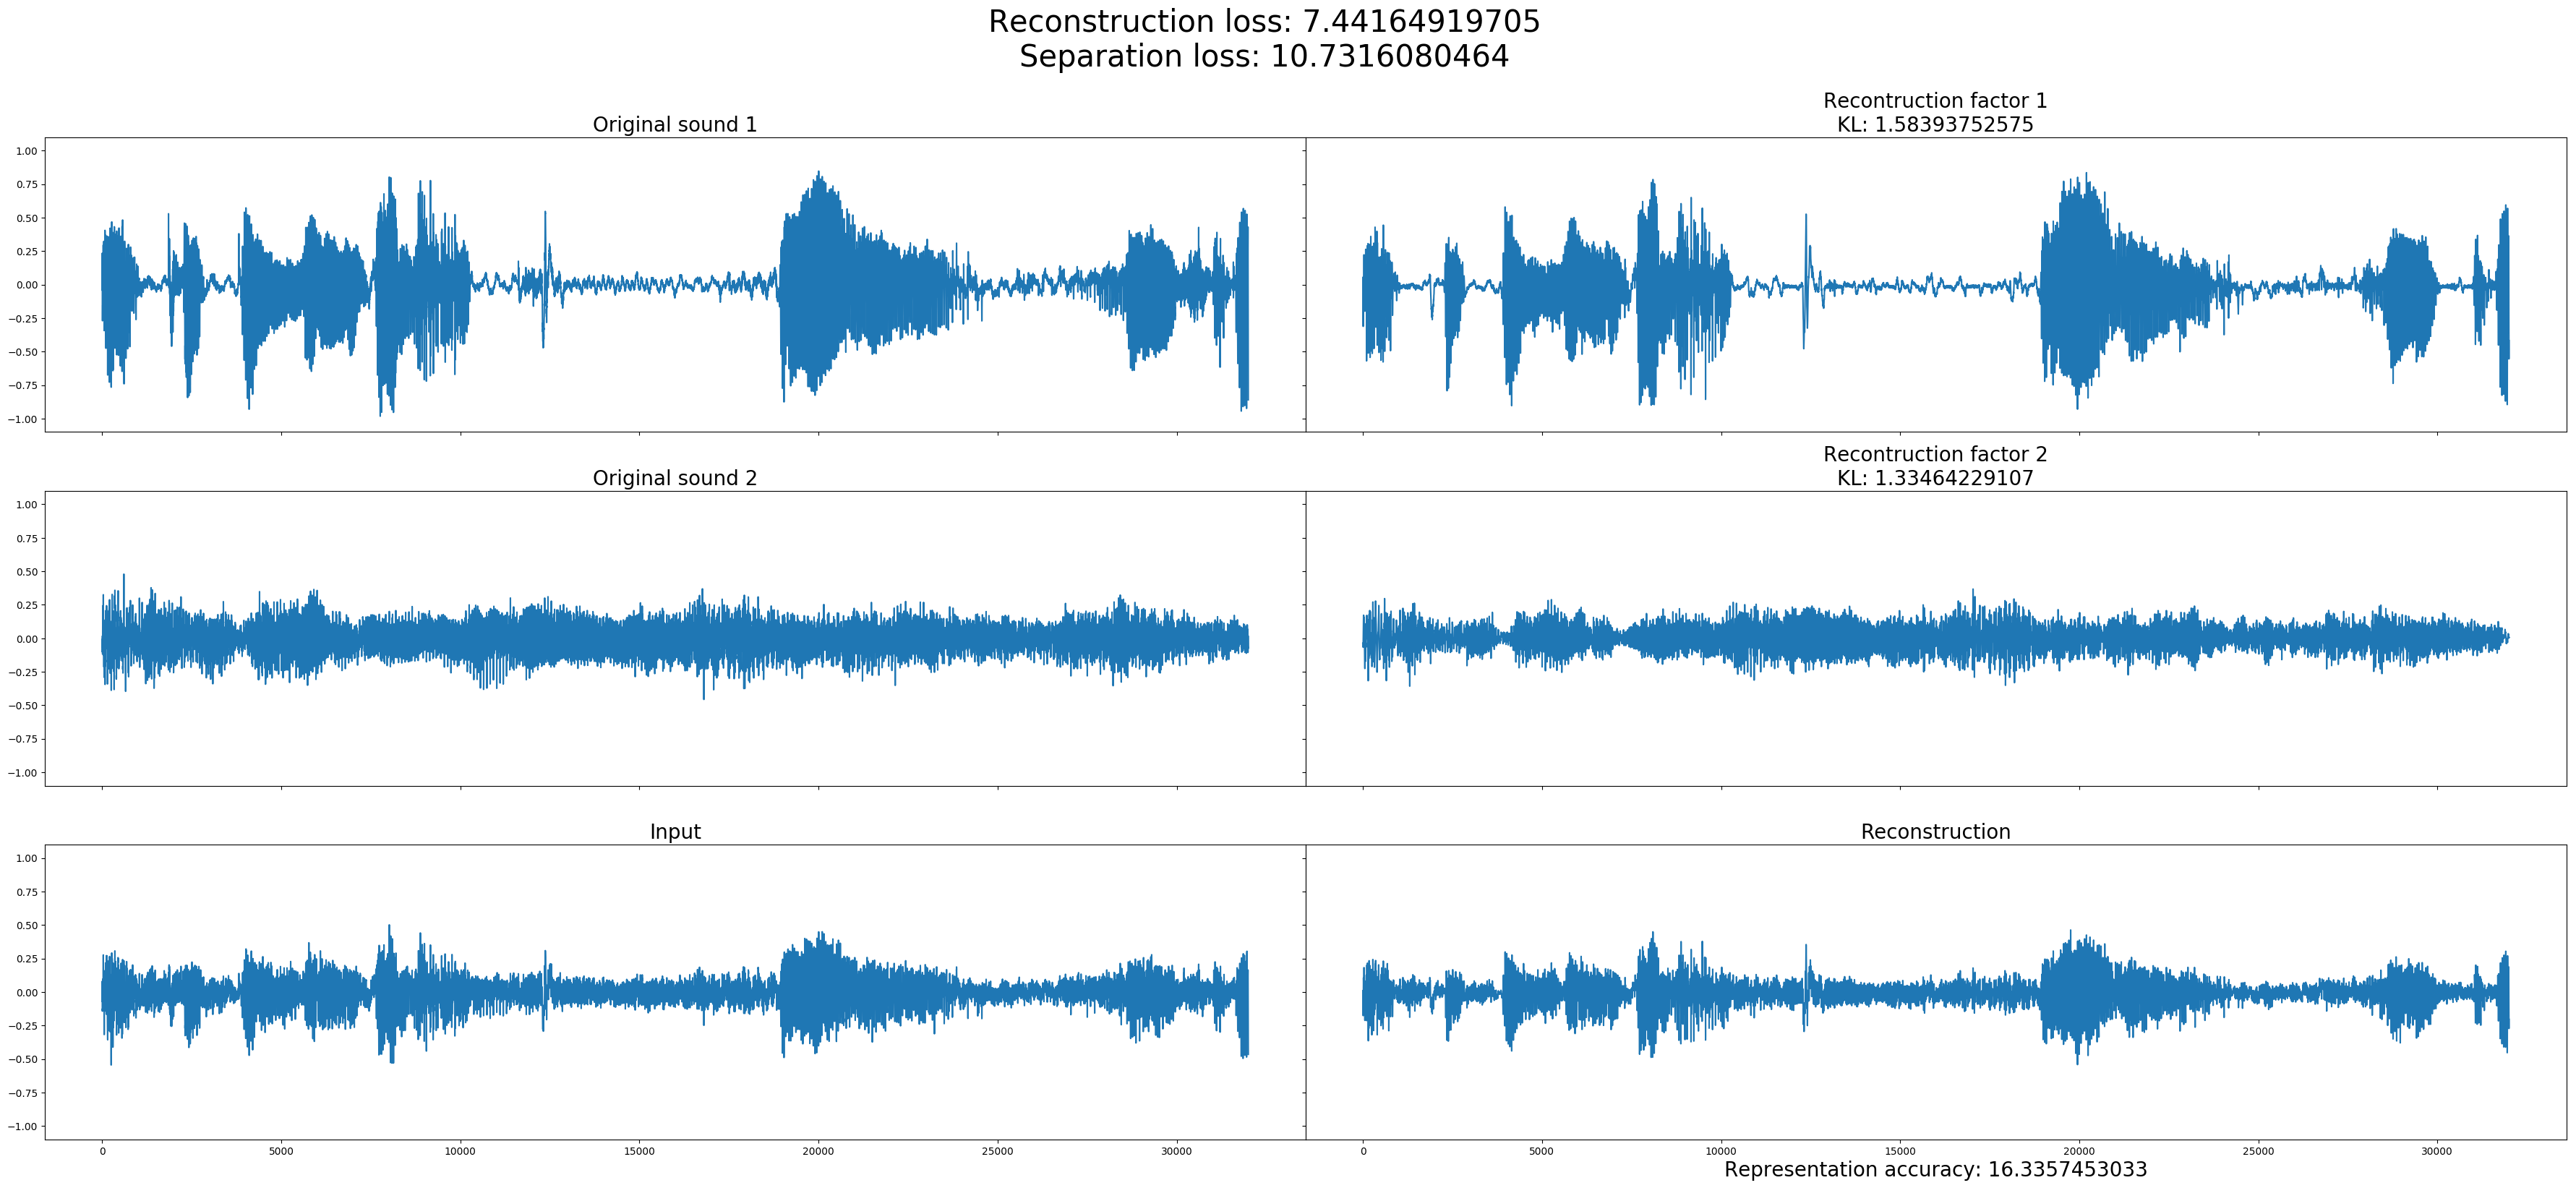 Reconstruction loss: 7.44164919705
Separation loss: 10.7316080464
Original sound 1
Recontruction factor 1
KL: 1.58393752575
1.00
0.75
0.50
0.25
0.00
−0.25
−0.50
−0.75
−1.00
Original sound 2
Recontruction factor 2
KL: 1.33464229107
1.00
0.75
0.50
0.25
0.00
−0.25
−0.50
−0.75
−1.00
Input
Reconstruction
1.00
0.75
0.50
0.25
0.00
−0.25
−0.50
−0.75
−1.00
0 5000 10000 15000 20000 25000 30000 0 5000 10000 15000 20000 25000 30000
Representation accuracy: 16.3357453033